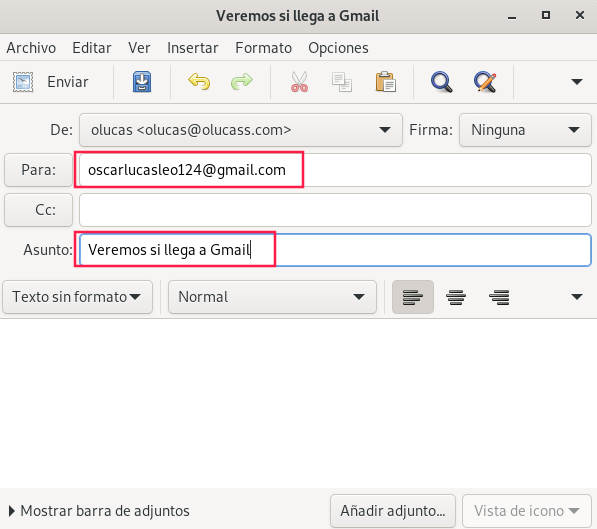 Veremos si llega a Gmail
Archivo Editar Ver Insertar Formato Opciones
Enviar
De: olucas <olucas@olucass.com> Firma: Ninguna
Para: oscarlucasleo124@gmail.com
Cc:
Asunto: Veremos si llega a Gmail
Texto sin formato Normal
Mostrar barra de adjuntos Añadir adjunto... Vista de icono